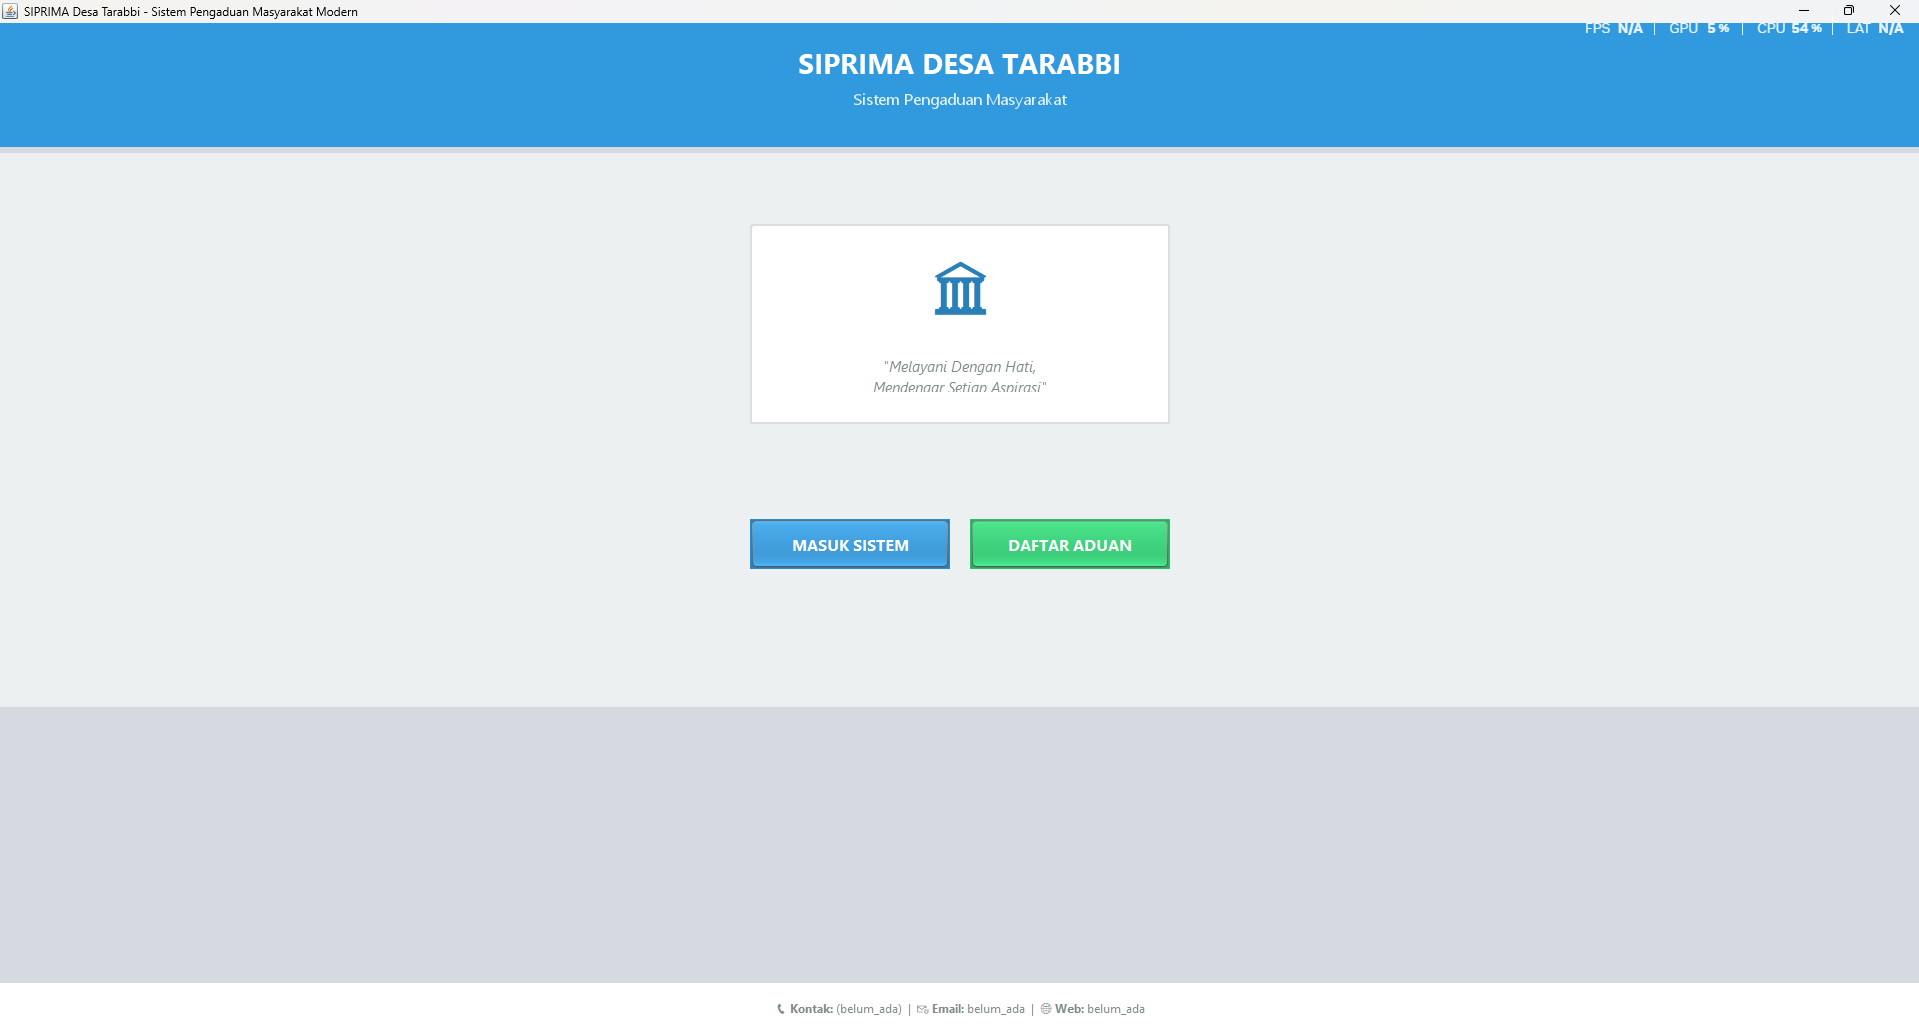 SIPRIMA Desa Tarabbi - Sistem Pengaduan Masyarakat Modern
FPS N/A | GPU 5% | CPU 54% | LAT N/A
SIPRIMA DESA TARABBI
Sistem Pengaduan Masyarakat
"Melayani Dengan Hati,
Mendengar Setiap Aspirasi"
MASUK SISTEM
DAFTAR ADUAN
Kontak: (belum_ada) | Email: belum_ada | Web: belum_ada